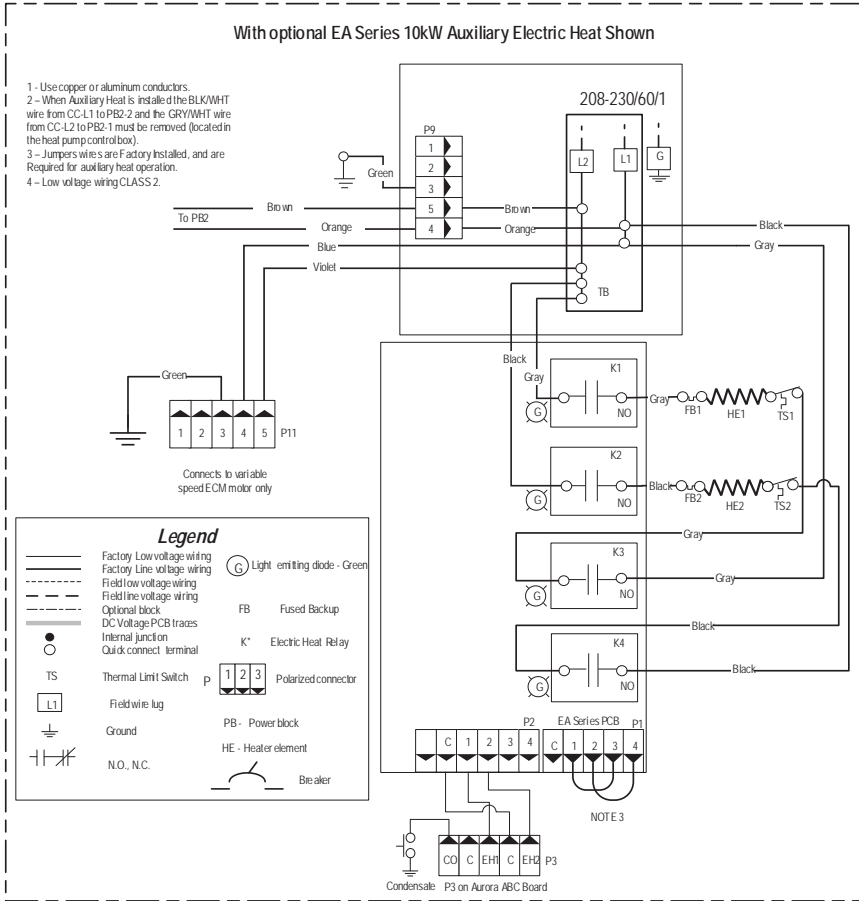 With optional EA Series 10kW Auxiliary Electric Heat Shown
1 - Use copper or aluminum conductors.
2 – When Auxiliary Heat is installed the BLK/WHT
wire from CC-L1 to PB2-2 and the GRY/WHT wire
from CC-L2 to PB2-1 must be removed (located in
the heat pump control box).
3 – Jumpers wires are Factory Installed, and are
Required for auxiliary heat operation.
4 – Low voltage wiring CLASS 2.
208-230/60/1
P9
1
2
3
5
4
L2
L1
G
Green
Brown
To PB2
Orange
Blue
Violet
Brown
Orange
Black
Gray
TB
Black
Gray
Green
1 2 3 4 5 P11
Connects to variable
speed ECM motor only
K1
G
NO
Gray
FB1
HE1
TS1
K2
G
NO
Black
FB2
HE2
TS2
Gray
K3
G
NO
Gray
Black
K4
G
NO
Black
Legend
Factory Low voltage wiring
Factory Line voltage wiring
Field low voltage wiring
Field line voltage wiring
Optional block
DC Voltage PCB traces
Internal junction
Quick connect terminal
TS Thermal Limit Switch
L1 Field wire lug
Ground
N.O., N.C.
G Light emitting diode - Green
FB Fused Backup
K* Electric Heat Relay
P 1 2 3 Polarized connector
PB - Power block
HE - Heater element
Breaker
P2
C 1 2 3 4
EA Series PCB P1
C 1 2 3 4
NOTE 3
CO C EH1 C EH2 P3
Condensate P3 on Aurora ABC Board